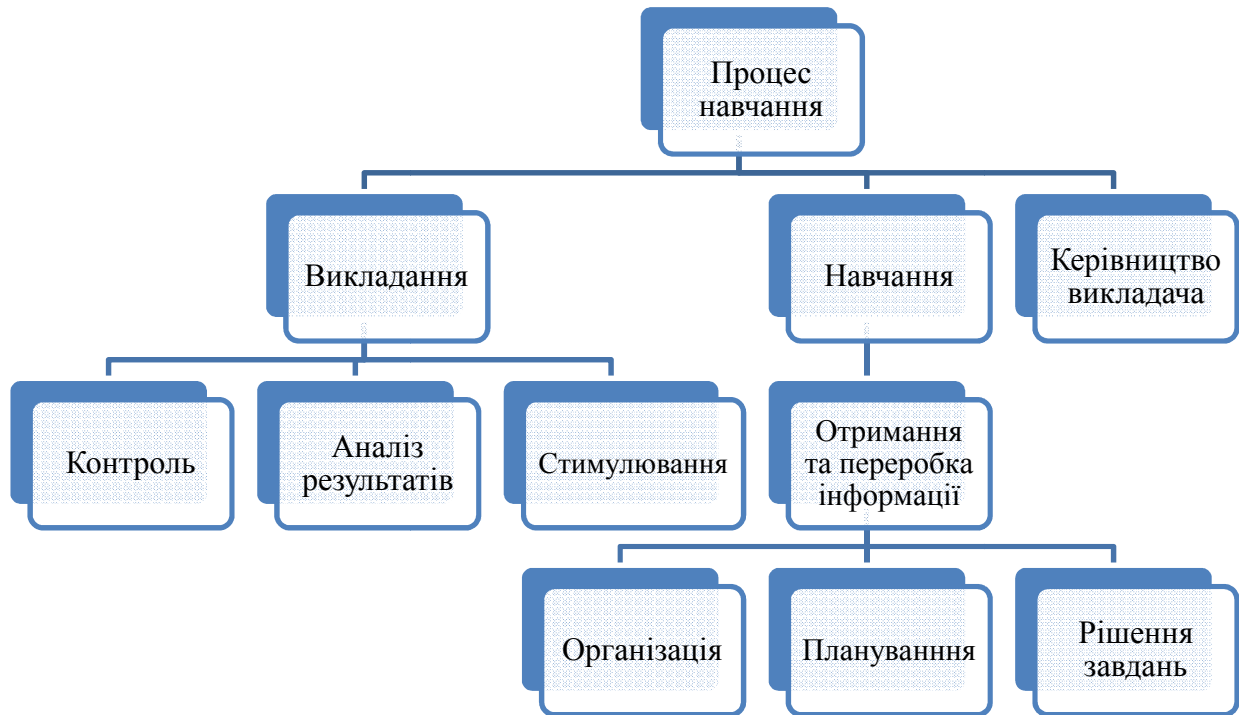 Процес
навчання
Викладання
Навчання
Керівництво
викладача
Контроль
Аналіз
результатів
Стимулювання
Отримання
та переробка
інформації
Організація
Плануванння
Рішення
завдань